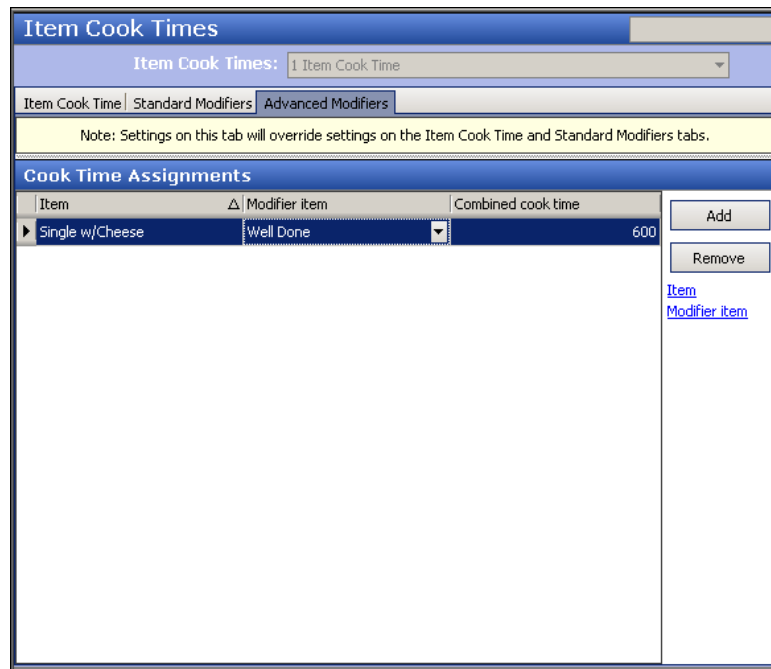 Item Cook Times
Item Cook Times: 1 Item Cook Time
Item Cook Time Standard Modifiers Advanced Modifiers
Note: Settings on this tab will override settings on the Item Cook Time and Standard Modifiers tabs.
Cook Time Assignments
Item Modifier item Combined cook time
Add
Single w/Cheese Well Done 600
Remove
Item
Modifier item